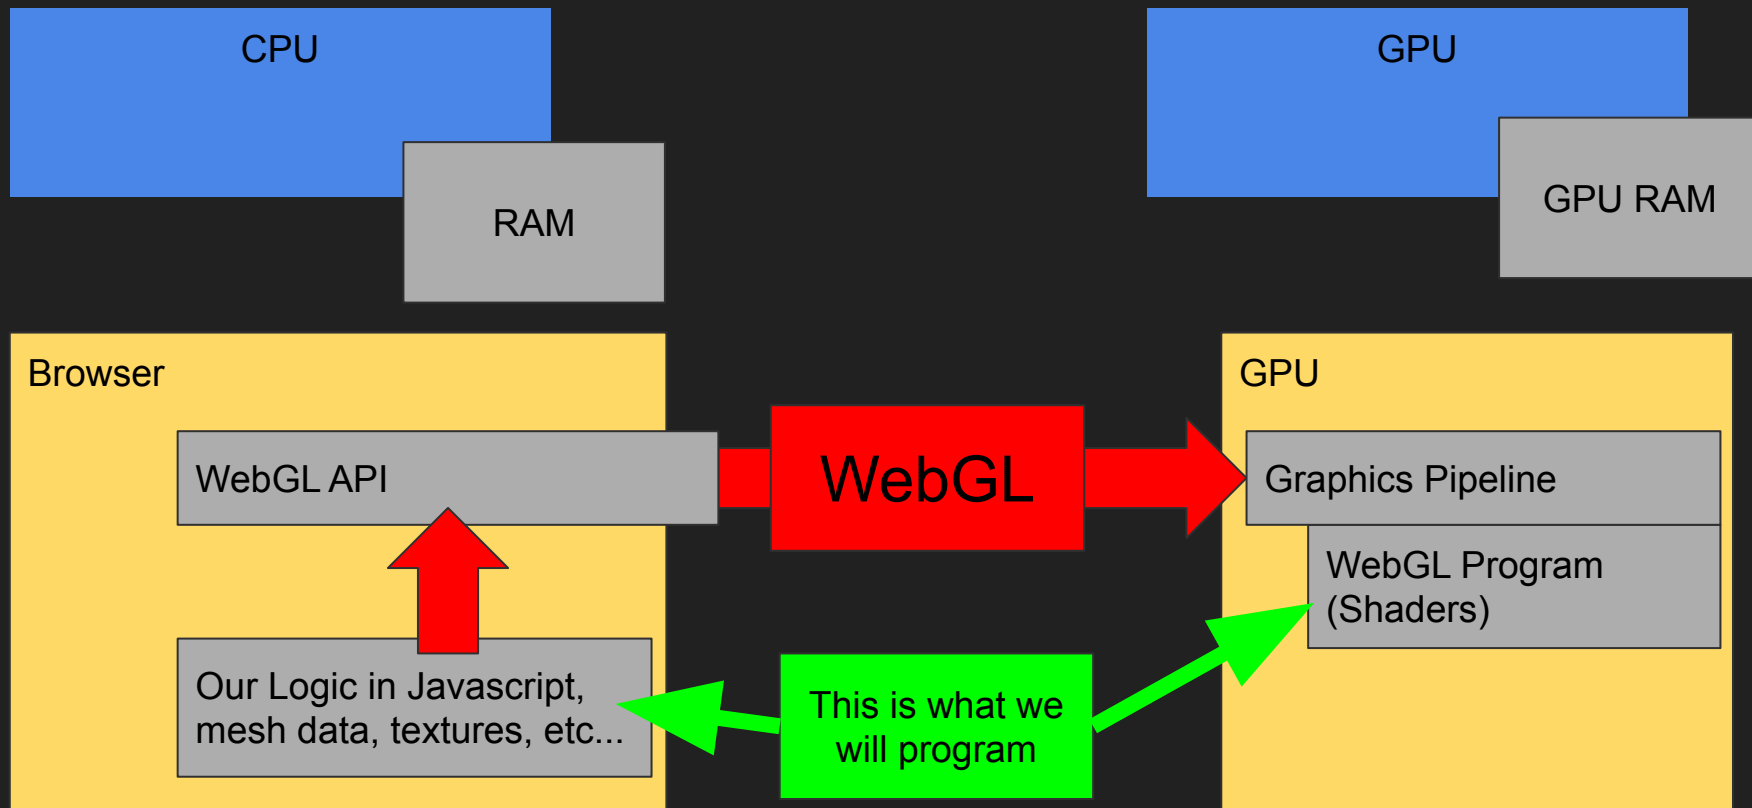 CPU
GPU
RAM
GPU RAM
Browser
GPU
WebGL API
WebGL
Graphics Pipeline
WebGL Program
(Shaders)
Our Logic in Javascript,
mesh data, textures, etc...
This is what we
will program